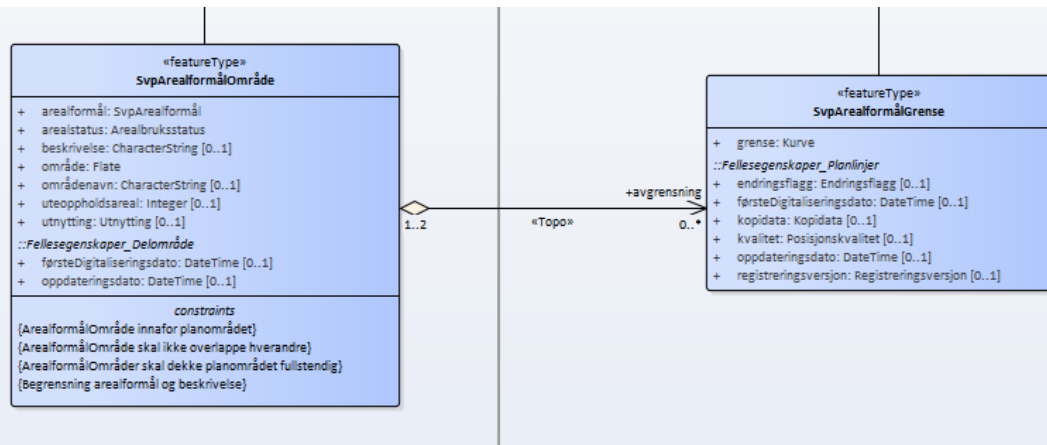 «featureType»
SvpArealformålOmråde
+ arealformål: SvpArealformål
+ arealstatus: Arealbruksstatus
+ beskrivelse: CharacterString [0..1]
+ område: Flate
+ områdenavn: CharacterString [0..1]
+ uteoppholdsareal: Integer [0..1]
+ utnytting: Utnytting [0..1]
::Fellesegenskaper_Delområde
+ førsteDigitaliseringsdato: DateTime [0..1]
+ oppdateringsdato: DateTime [0..1]
constraints
{ArealformålOmråde innafor planområdet}
{ArealformålOmråde skal ikke overlappe hverandre}
{ArealformålOmråder skal dekke planområdet fullstendig}
{Begrensning arealformål og beskrivelse}
1..2
«Topo»
+avgrensning
0..*
«featureType»
SvpArealformålGrense
+ grense: Kurve
::Fellesegenskaper_Planlinjer
+ endringsflagg: Endringsflagg [0..1]
+ førsteDigitaliseringsdato: DateTime [0..1]
+ kopidata: Kopidata [0..1]
+ kvalitet: Posisjonskvalitet [0..1]
+ oppdateringsdato: DateTime [0..1]
+ registreringsversjon: Registreringsversjon [0..1]